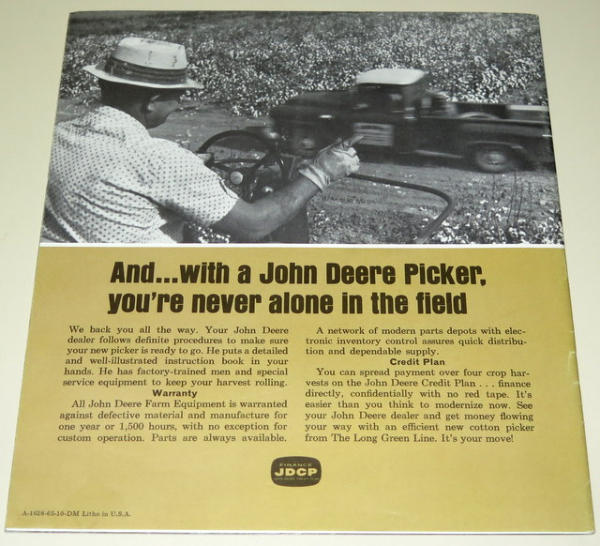 And...with a John Deere Picker,
you're never alone in the field
We back you all the way. Your John Deere
dealer follows definite procedures to make sure
your new picker is ready to go. He puts a detailed
and well-illustrated instruction book in your
hands. He has factory-trained men and special
service equipment to keep your harvest rolling.
Warranty
All John Deere Farm Equipment is warranted
against defective material and manufacture for
one year or 1,500 hours, with no exception for
custom operation. Parts are always available.
A network of modern parts depots with elec-
tronic inventory control assures quick distribu-
tion and dependable supply.
Credit Plan
You can spread payment over four crop har-
vests on the John Deere Credit Plan . . . finance
directly, confidentially with no red tape. It's
easier than you think to modernize now. See
your John Deere dealer and get money flowing
your way with an efficient new cotton picker
from The Long Green Line. It's your move!
FINANCE
JDCP
A-1628-65-10-DM Litho in U.S.A.